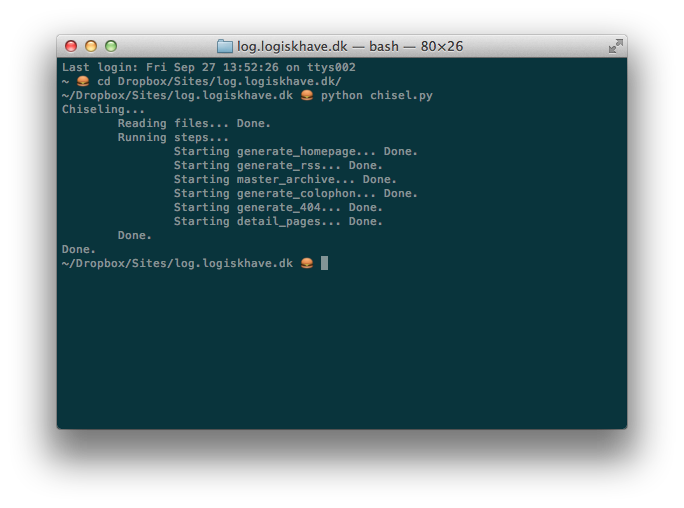 log.logiskhave.dk — bash — 80×26
Last login: Fri Sep 27 13:52:26 on ttys002
~ 🍔 cd Dropbox/Sites/log.logiskhave.dk/
~/Dropbox/Sites/log.logiskhave.dk 🍔 python chisel.py
Chiseling...
        Reading files... Done.
        Running steps...
                Starting generate_homepage... Done.
                Starting generate_rss... Done.
                Starting master_archive... Done.
                Starting generate_colophon... Done.
                Starting generate_404... Done.
                Starting detail_pages... Done.
        Done.
Done.
~/Dropbox/Sites/log.logiskhave.dk 🍔